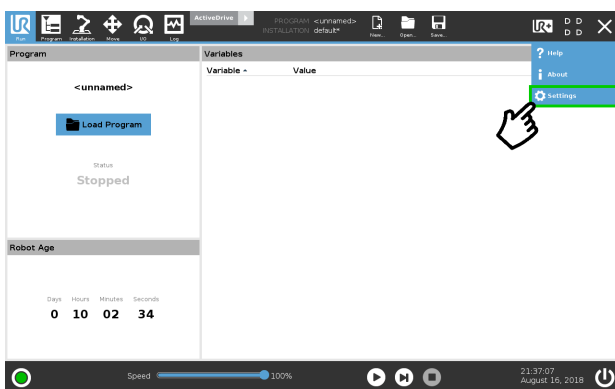 UR
Run
Program
Installation
Move
I/O
Log
ActiveDrive
PROGRAM <unnamed>
INSTALLATION default*
New...
Open...
Save...
UR+
D D
D D
Program
<unnamed>
Load Program
Status
Stopped
Robot Age
Days Hours Minutes Seconds
0 10 02 34
Variables
Variable Value
? Help
i About
Settings
Speed 100%
21:37:07
August 16, 2018